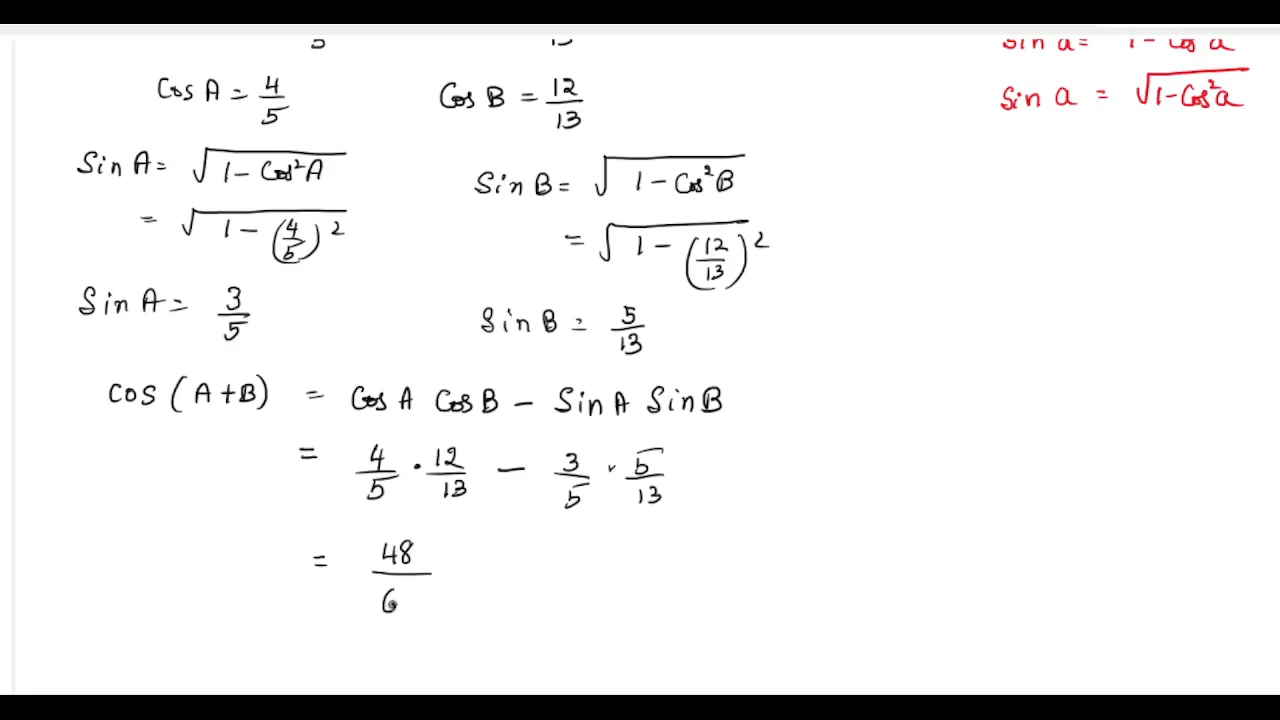 Cos A = 4/5
Cos B = 12/13
Sin a = √(1 - Cos²a)
Sin A = √(1 - Cos²A)
Sin B = √(1 - Cos²B)
= √(1 - (4/5)²)
= √(1 - (12/13)²)
Sin A = 3/5
Sin B = 5/13
cos (A+B) = Cos A Cos B - Sin A Sin B
= 4/5 · 12/13 - 3/5 · 5/13
= 48/6